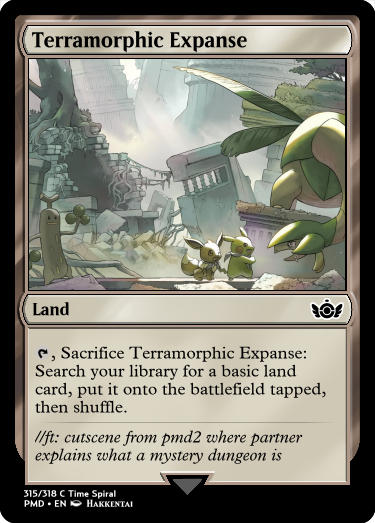 Terramorphic Expanse
Land
, Sacrifice Terramorphic Expanse:
Search your library for a basic land
card, put it onto the battlefield tapped,
then shuffle.
//ft: cutscene from pmd2 where partner
explains what a mystery dungeon is
315/318 C Time Spiral
PMD • EN HAKKENTAI